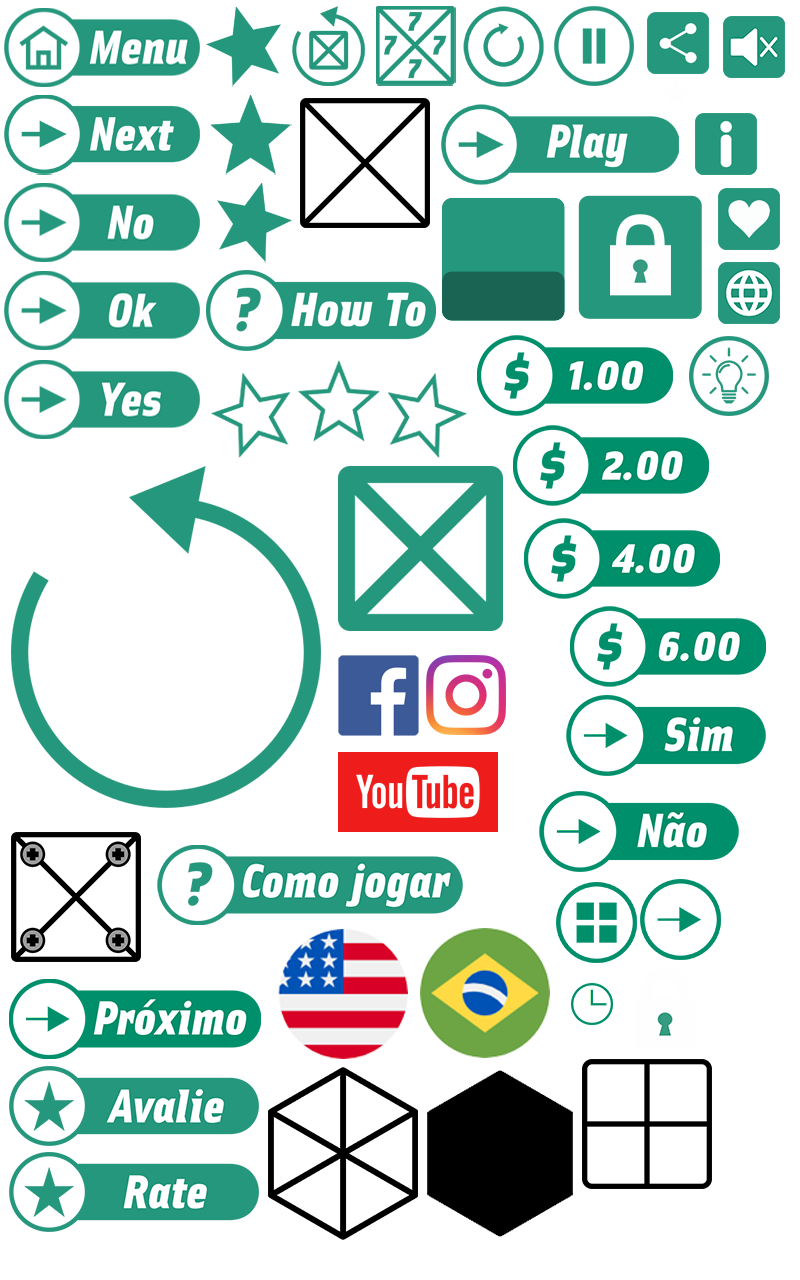 Menu
7
7 7
7
Next
Play
i
No
Ok
? How To
Yes
$ 1.00
$ 2.00
$ 4.00
$ 6.00
f
Sim
YouTube
Não
? Como jogar
Próximo
Avalie
Rate